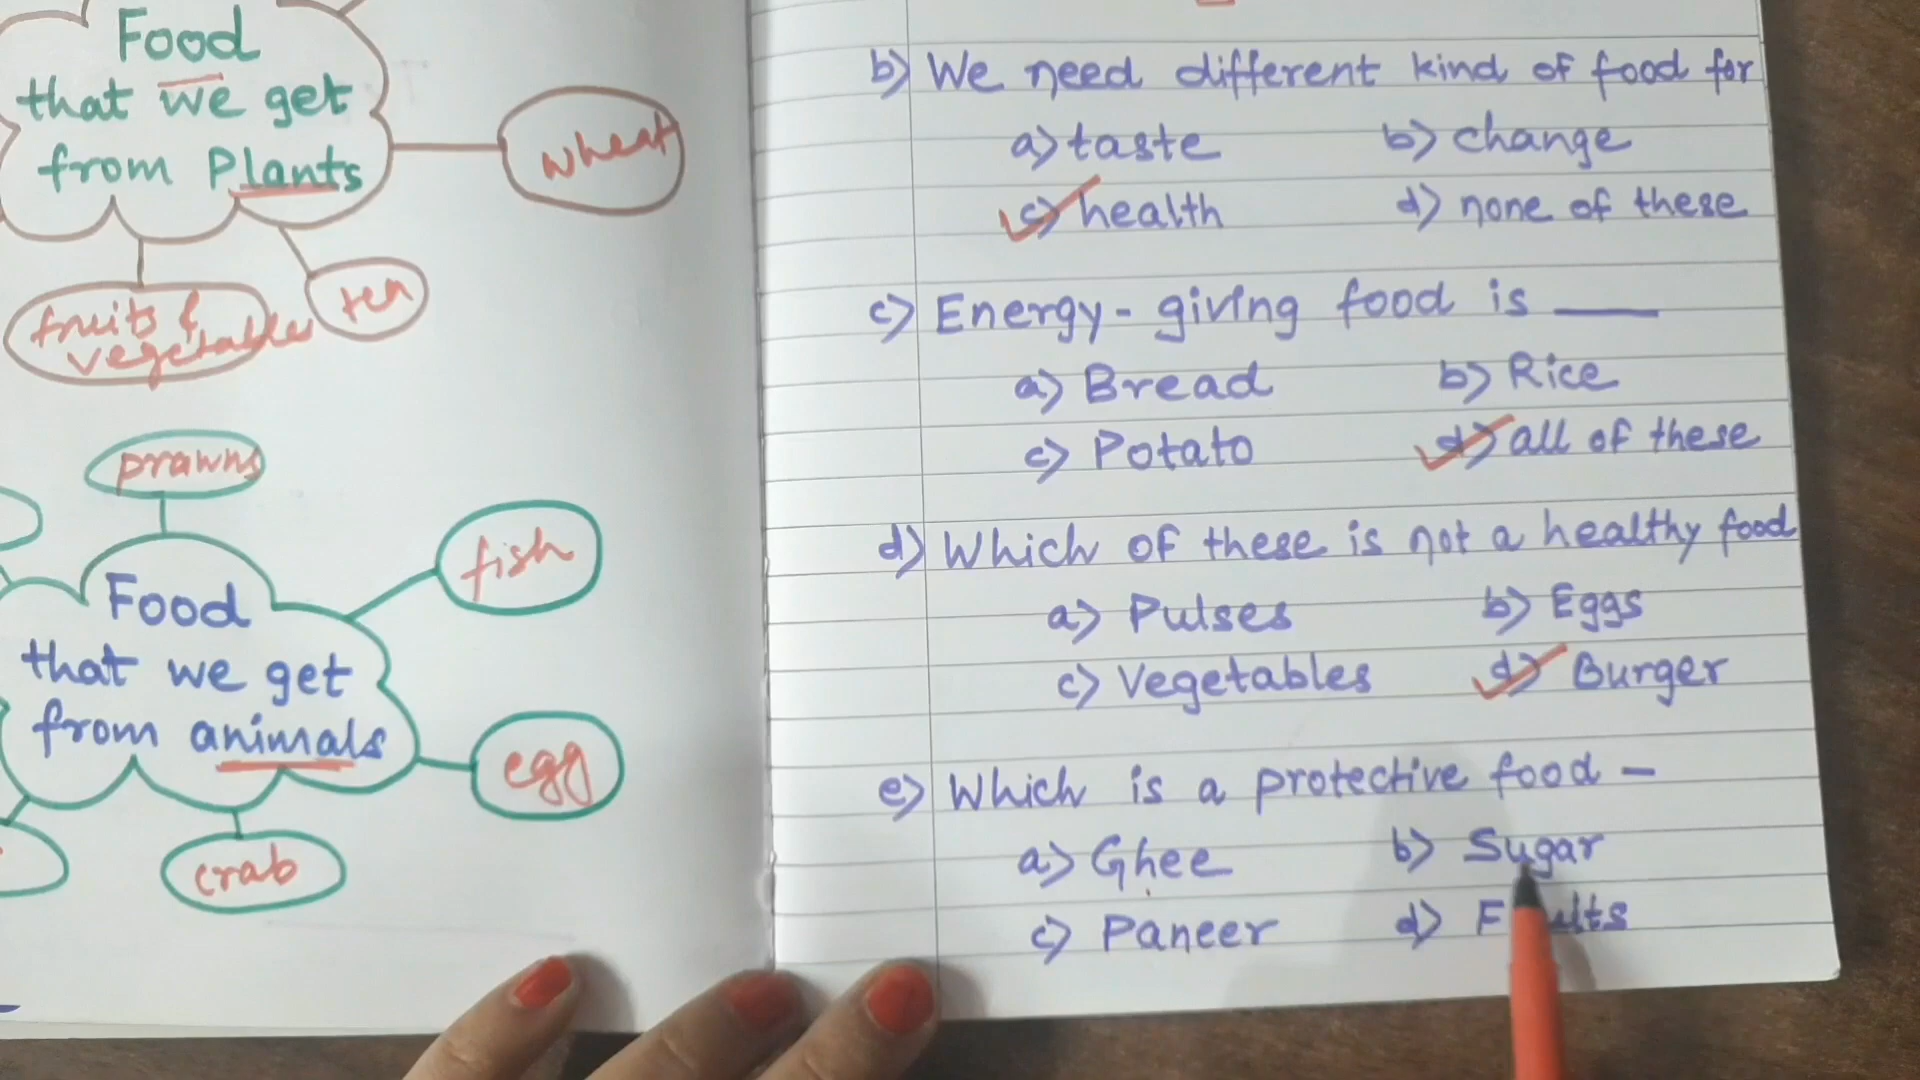 Food
that we get
from Plants
wheat
tea
fruits &
vegetables
prawns
fish
Food
that we get
from animals
egg
crab
b) We need different kind of food for
a) taste b) change
c) health d) none of these
c) Energy - giving food is ——
a) Bread b) Rice
c) Potato d) all of these
d) Which of these is not a healthy food
a) Pulses b) Eggs
c) Vegetables d) Burger
e) Which is a protective food –
a) Ghee b) Sugar
c) Paneer d) Fruits